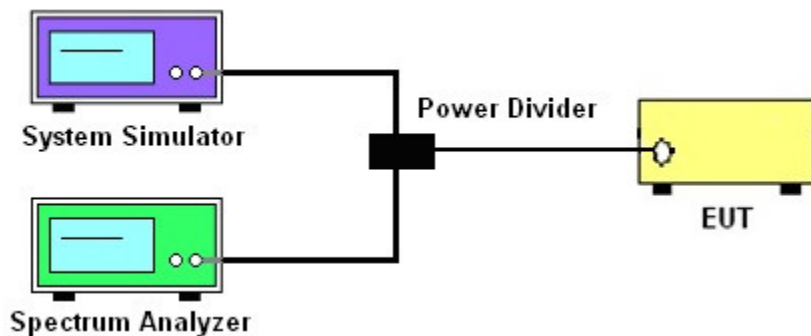 System Simulator
Power Divider
EUT
Spectrum Analyzer